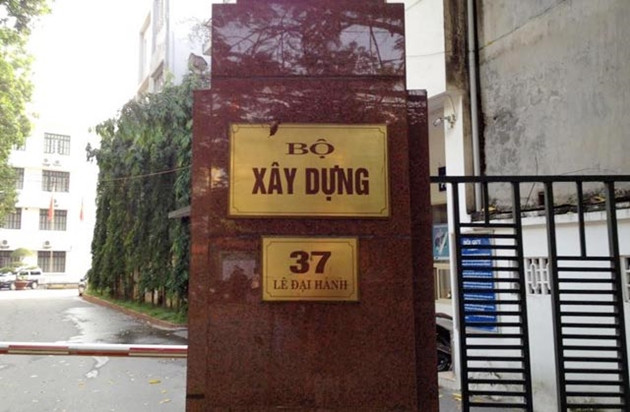 BỘ
XÂY DỰNG
37
LÊ ĐẠI HÀNH